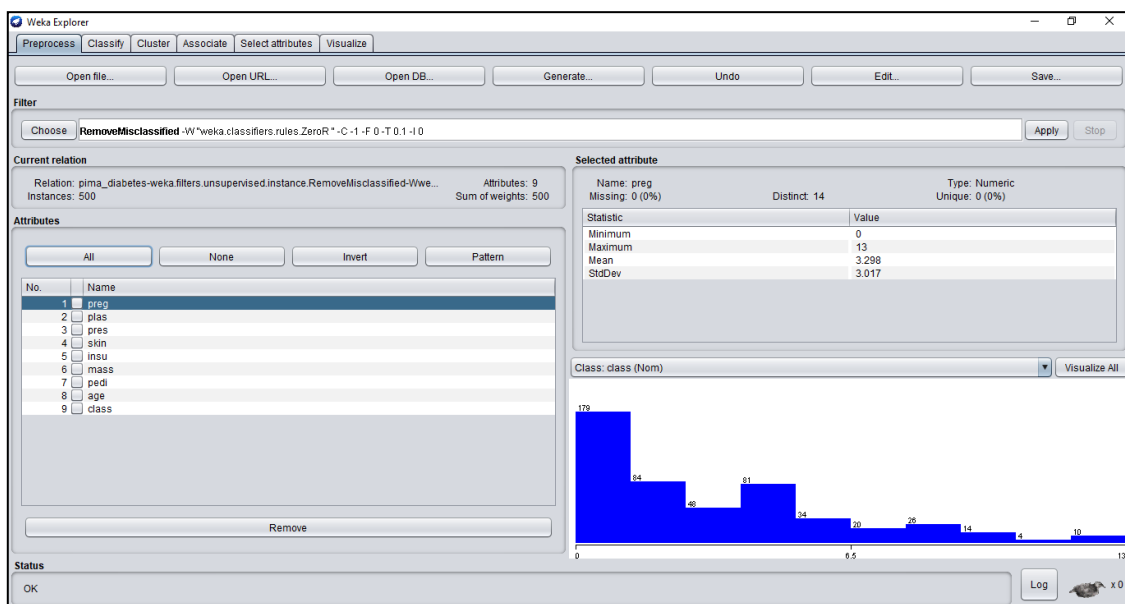 Weka Explorer
Preprocess Classify Cluster Associate Select attributes Visualize
Open file... Open URL... Open DB... Generate... Undo Edit... Save...
Filter
Choose RemoveMisclassified -W "weka.classifiers.rules.ZeroR " -C -1 -F 0 -T 0.1 -I 0 Apply Stop
Current relation
Relation: pima_diabetes-weka.filters.unsupervised.instance.RemoveMisclassified-Wwe... Attributes: 9
Instances: 500 Sum of weights: 500
Attributes
All None Invert Pattern
No. Name
1 preg
2 plas
3 pres
4 skin
5 insu
6 mass
7 pedi
8 age
9 class
Remove
Selected attribute
Name: preg Type: Numeric
Missing: 0 (0%) Distinct: 14 Unique: 0 (0%)
Statistic Value
Minimum 0
Maximum 13
Mean 3.298
StdDev 3.017
Class: class (Nom) Visualize All
179
84
48
81
34
20
26
14
4
10
0 6.5 13
Status
OK Log x 0